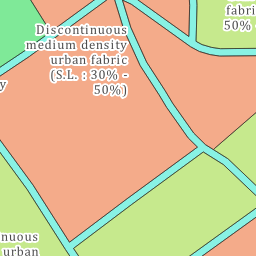 fabri
50% -
Discontinuous
medium density
urban fabric
(S.L. : 30% -
50%)
y
nuous
urban